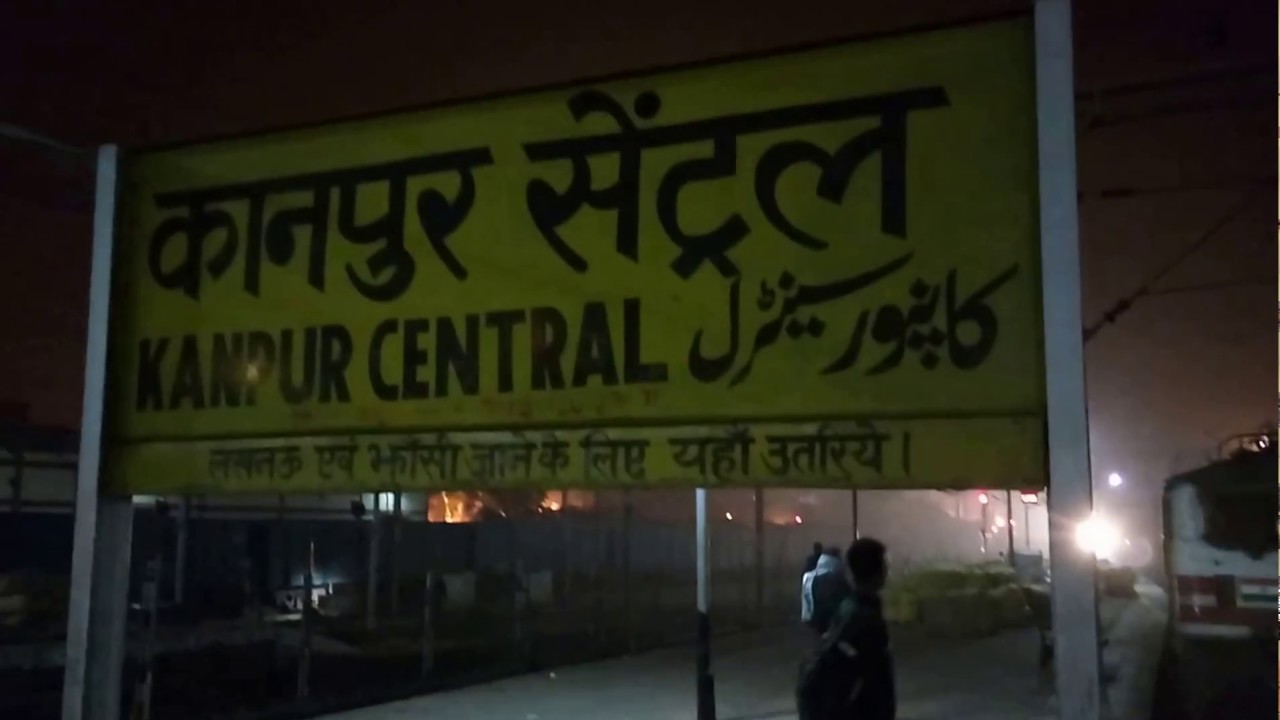 कानपुर सेंट्रल
KANPUR CENTRAL کانپور سینٹرل
लखनऊ एवं झाँसी जाने के लिए यहाँ उतरिये।